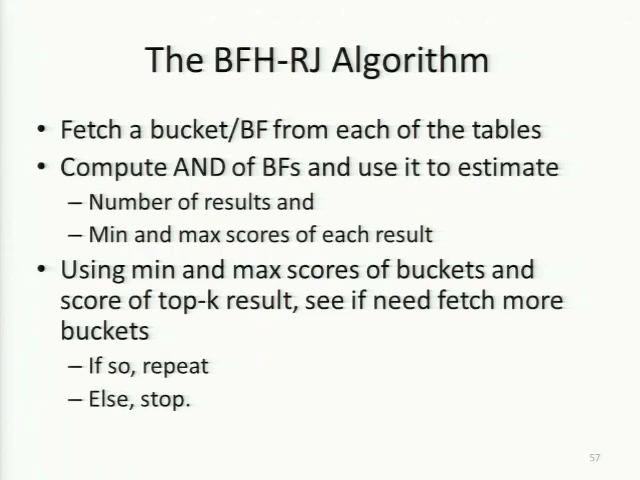 The BFH-RJ Algorithm
• Fetch a bucket/BF from each of the tables
• Compute AND of BFs and use it to estimate
– Number of results and
– Min and max scores of each result
• Using min and max scores of buckets and
score of top-k result, see if need fetch more
buckets
– If so, repeat
– Else, stop.
57